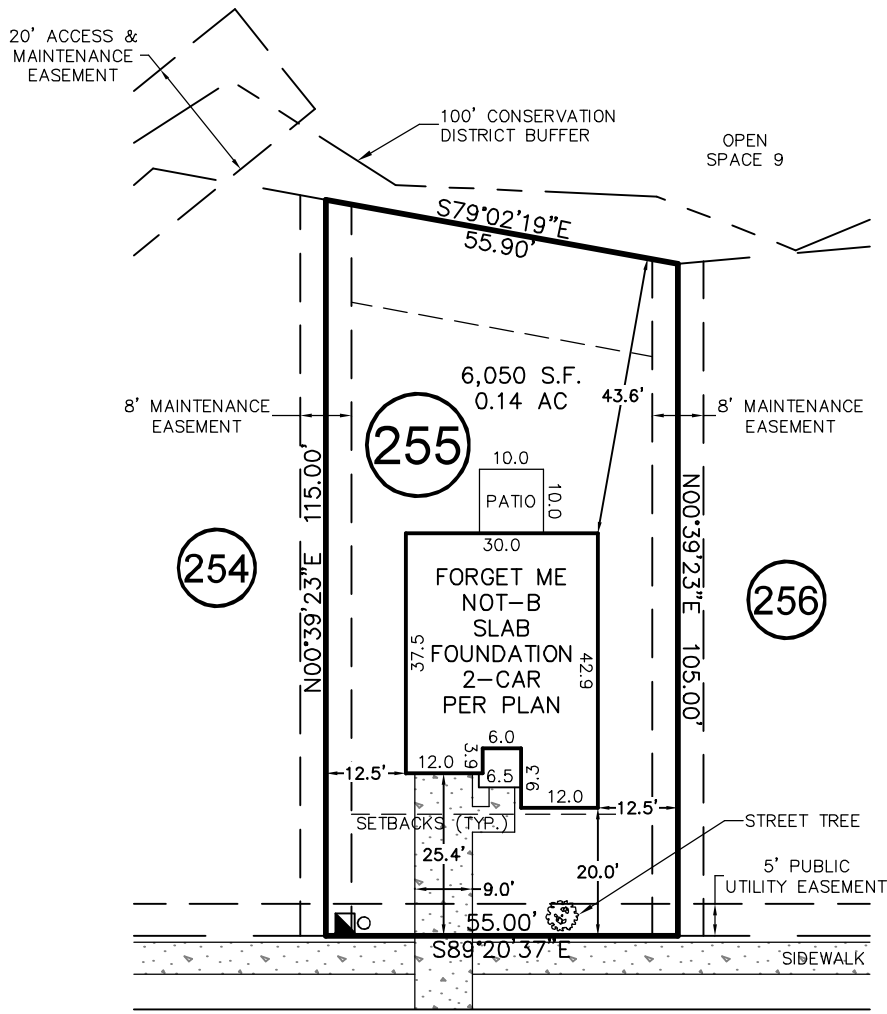 20' ACCESS &
MAINTENANCE
EASEMENT
100' CONSERVATION
DISTRICT BUFFER
OPEN
SPACE 9
S79°02'19"E
55.90'
6,050 S.F.
0.14 AC
43.6'
8' MAINTENANCE
EASEMENT
8' MAINTENANCE
EASEMENT
255
N00°39'23"E 115.00'
N00°39'23"E 105.00'
10.0
PATIO
10.0
30.0
254
256
FORGET ME
NOT-B
SLAB
FOUNDATION
2-CAR
PER PLAN
37.5
42.9
6.0
3.9
6.5
9.3
12.0
12.0
12.5'
12.5'
SETBACKS (TYP.)
STREET TREE
25.4'
20.0'
9.0'
5' PUBLIC
UTILITY EASEMENT
55.00'
S89°20'37"E
SIDEWALK